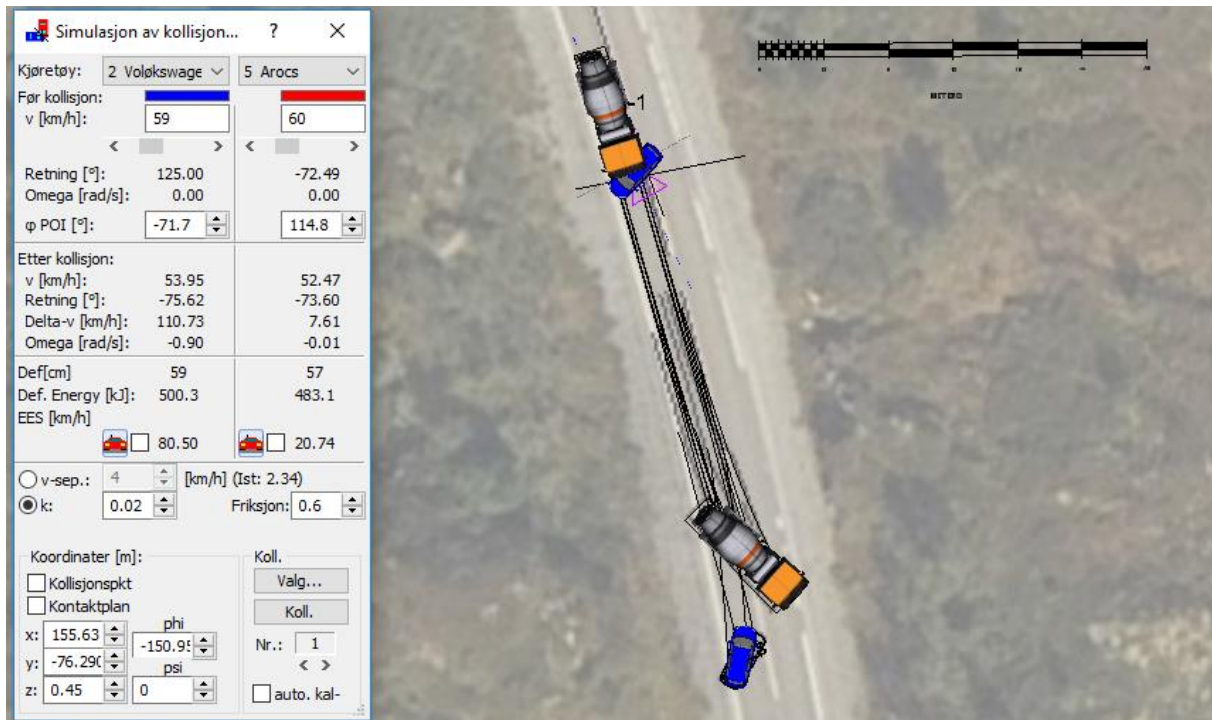 Simulasjon av kollisjon... ?
Kjøretøy: 2 Voløkswage 5 Arocs
Før kollisjon:
v [km/h]: 59 60
Retning [º]: 125.00 -72.49
Omega [rad/s]: 0.00 0.00
φ POI [º]: -71.7 114.8
Etter kollisjon:
v [km/h]: 53.95 52.47
Retning [º]: -75.62 -73.60
Delta-v [km/h]: 110.73 7.61
Omega [rad/s]: -0.90 -0.01
Def[cm] 59 57
Def. Energy [kJ]: 500.3 483.1
EES [km/h]
80.50 20.74
v-sep.: 4 [km/h] (Ist: 2.34)
k: 0.02 Friksjon: 0.6
Koordinater [m]: Koll.
Kollisjonspkt Valg...
Kontaktplan Koll.
phi
x: 155.63 -150.95 Nr.: 1
y: -76.290 psi
z: 0.45 0 auto. kal-
1
METERS